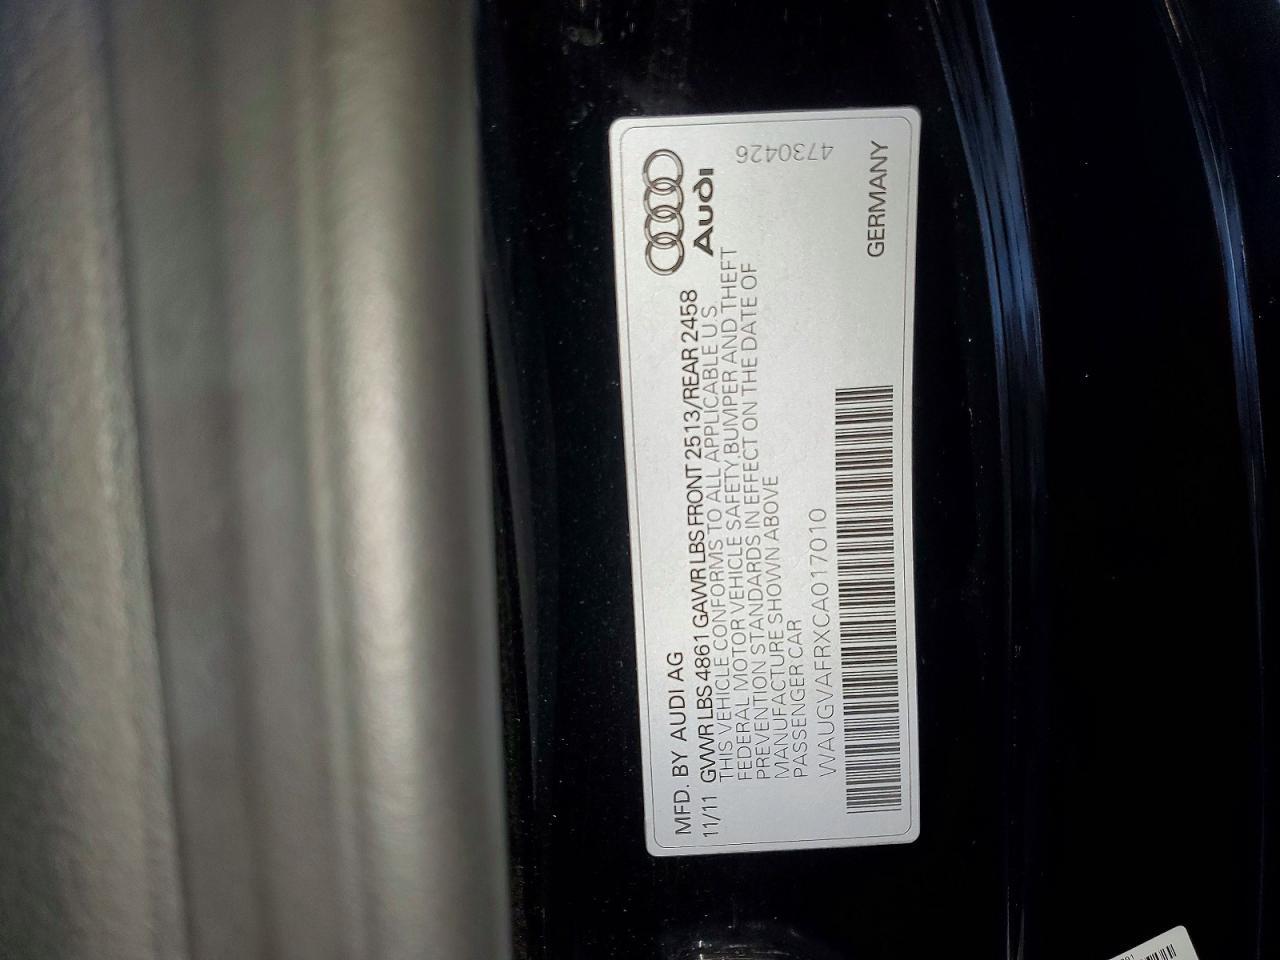 MFD. BY AUDI AG
11/11 GVWR LBS 4861 GAWR LBS FRONT 2513/REAR 2458
THIS VEHICLE CONFORMS TO ALL APPLICABLE U.S.
FEDERAL MOTOR VEHICLE SAFETY,BUMPER AND THEFT
PREVENTION STANDARDS IN EFFECT ON THE DATE OF
MANUFACTURE SHOWN ABOVE
PASSENGER CAR
WAUGVAFRXCA017010
Audi
4730426
GERMANY